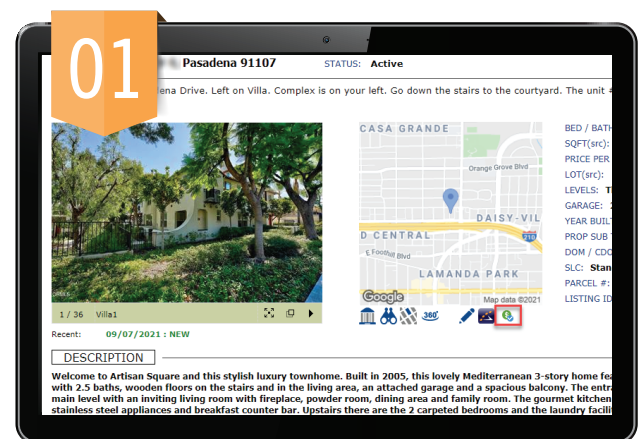 01
Pasadena 91107 STATUS: Active
ena Drive. Left on Villa. Complex is on your left. Go down the stairs to the courtyard. The unit #
CASA GRANDE
Orange Grove Blvd
DAISY-VIL
D CENTRAL
210
E Foothill Blvd
LAMANDA PARK
Google
Map data ©2021
BED / BATH
SQFT(src):
PRICE PER
LOT(src):
LEVELS: T
GARAGE: 2
YEAR BUILT
PROP SUB T
DOM / CDO
SLC: Stan
PARCEL #:
LISTING ID
1 / 36 Villa1
360°
Recent: 09/07/2021 : NEW
DESCRIPTION
Welcome to Artisan Square and this stylish luxury townhome. Built in 2005, this lovely Mediterranean 3-story home fea
with 2.5 baths, wooden floors on the stairs and in the living area, an attached garage and a spacious balcony. The entr
main level with an inviting living room with fireplace, powder room, dining area and family room. The gourmet kitchen
stainless steel appliances and breakfast counter bar. Upstairs there are the 2 carpeted bedrooms and the laundry facili